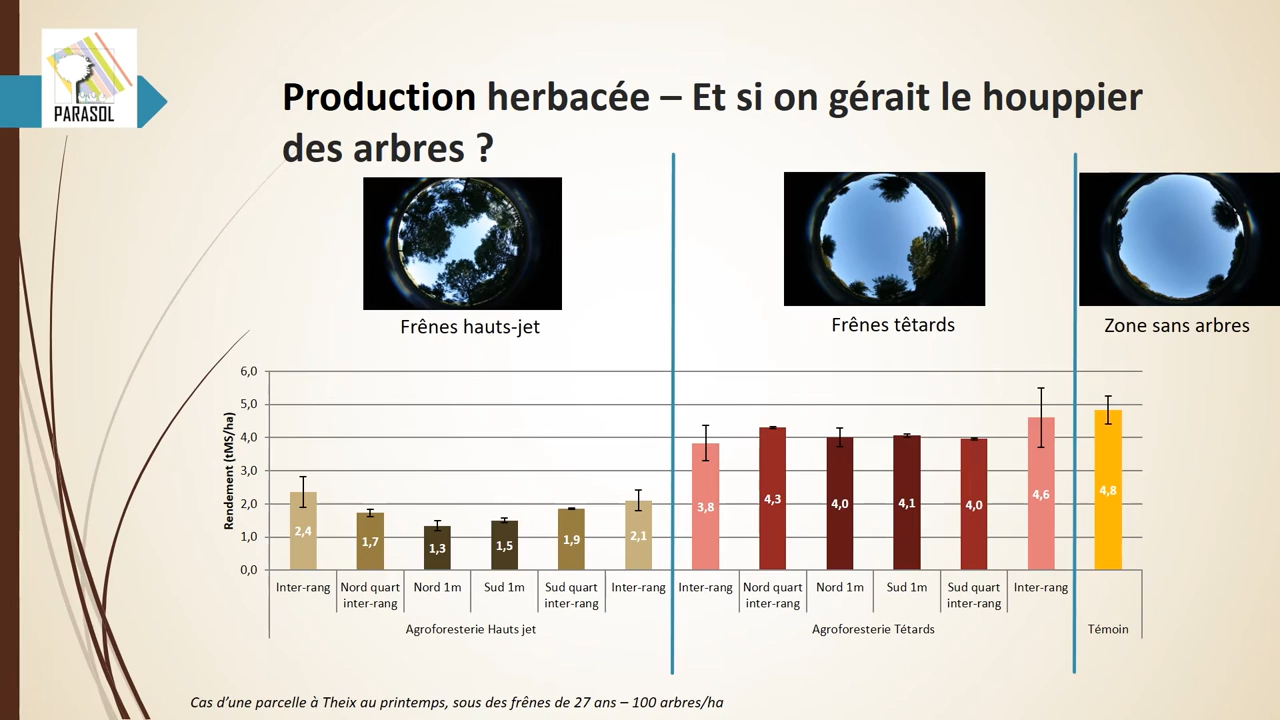 PARASOL
Production herbacée – Et si on gérait le houppier
des arbres ?
Frênes hauts-jet
Frênes têtards
Zone sans arbres
Rendement (tMS/ha)
6,0
5,0
4,0
3,0
2,0
1,0
0,0
2,4
1,7
1,3
1,5
1,9
2,1
3,8
4,3
4,0
4,1
4,0
4,6
4,8
Inter-rang
Nord quart
inter-rang
Nord 1m
Sud 1m
Sud quart
inter-rang
Inter-rang
Inter-rang
Nord quart
inter-rang
Nord 1m
Sud 1m
Sud quart
inter-rang
Inter-rang
Agroforesterie Hauts jet
Agroforesterie Tétards
Témoin
Cas d’une parcelle à Theix au printemps, sous des frênes de 27 ans – 100 arbres/ha